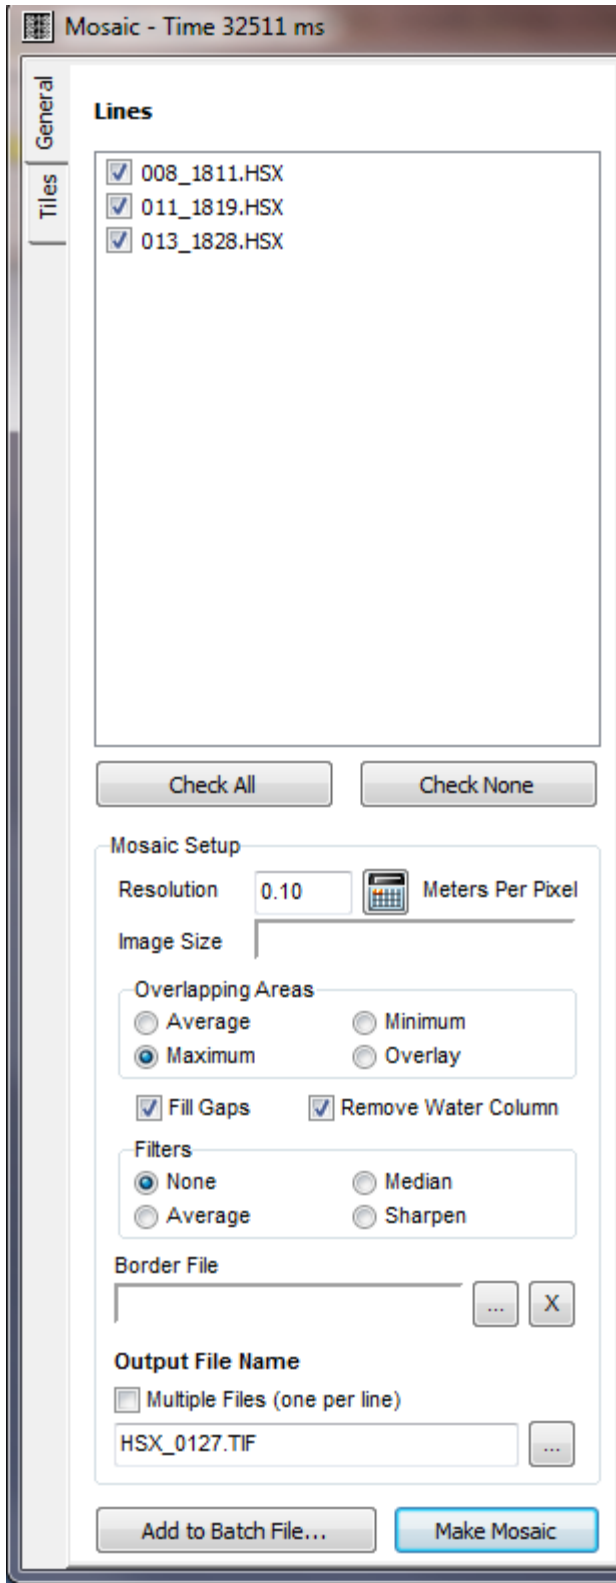 Mosaic - Time 32511 ms
General
Tiles
Lines
008_1811.HSX
011_1819.HSX
013_1828.HSX
Check All Check None
Mosaic Setup
Resolution 0.10 Meters Per Pixel
Image Size
Overlapping Areas
Average Minimum
Maximum Overlay
Fill Gaps Remove Water Column
Filters
None Median
Average Sharpen
Border File
... X
Output File Name
Multiple Files (one per line)
HSX_0127.TIF ...
Add to Batch File... Make Mosaic